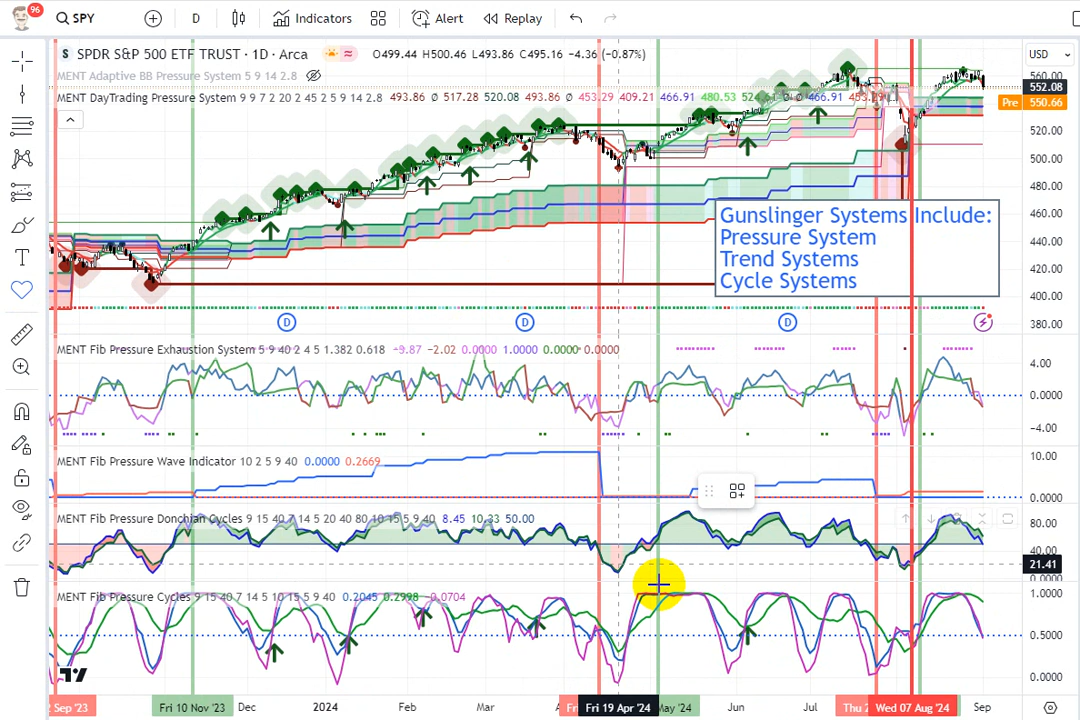 96
SPY
D
Indicators
Alert
Replay
SPDR S&P 500 ETF TRUST · 1D · Arca
O499.44 H500.46 L493.86 C495.16 -4.36 (-0.87%)
USD
MENT Adaptive BB Pressure System 5 9 14 2.8
MENT DayTrading Pressure System 9 9 7 2 20 2 45 2 5 9 14 2.8 493.86 Ø 517.28 520.08 493.86 Ø 453.29 409.21 466.91 480.53
Ø 466.91
560.00
552.08
Pre 550.66
520.00
500.00
480.00
460.00
440.00
420.00
400.00
380.00
Gunslinger Systems Include:
Pressure System
Trend Systems
Cycle Systems
D
D
D
MENT Fib Pressure Exhaustion System 5 9 40 2 4 5 1.382 0.618 -9.87 -2.02 0.0000 1.0000 0.0000 0.0000
4.00
0.0000
-4.00
MENT Fib Pressure Wave Indicator 10 2 5 9 40 0.0000 0.2669
10.00
0.0000
MENT Fib Pressure Donchian Cycles 9 15 40 7 14 5 20 40 80 10 15 5 9 40 8.45 10.33 50.00
80.00
40.00
21.41
0.0000
MENT Fib Pressure Cycles 9 15 40 7 14 5 10 15 5 9 40 0.2045 0.2998 -0.0704
1.0000
0.5000
0.0000
Sep '23
Fri 10 Nov '23
Dec
2024
Feb
Mar
Fri 19 Apr '24
May '24
Jun
Jul
Wed 07 Aug '24
Sep